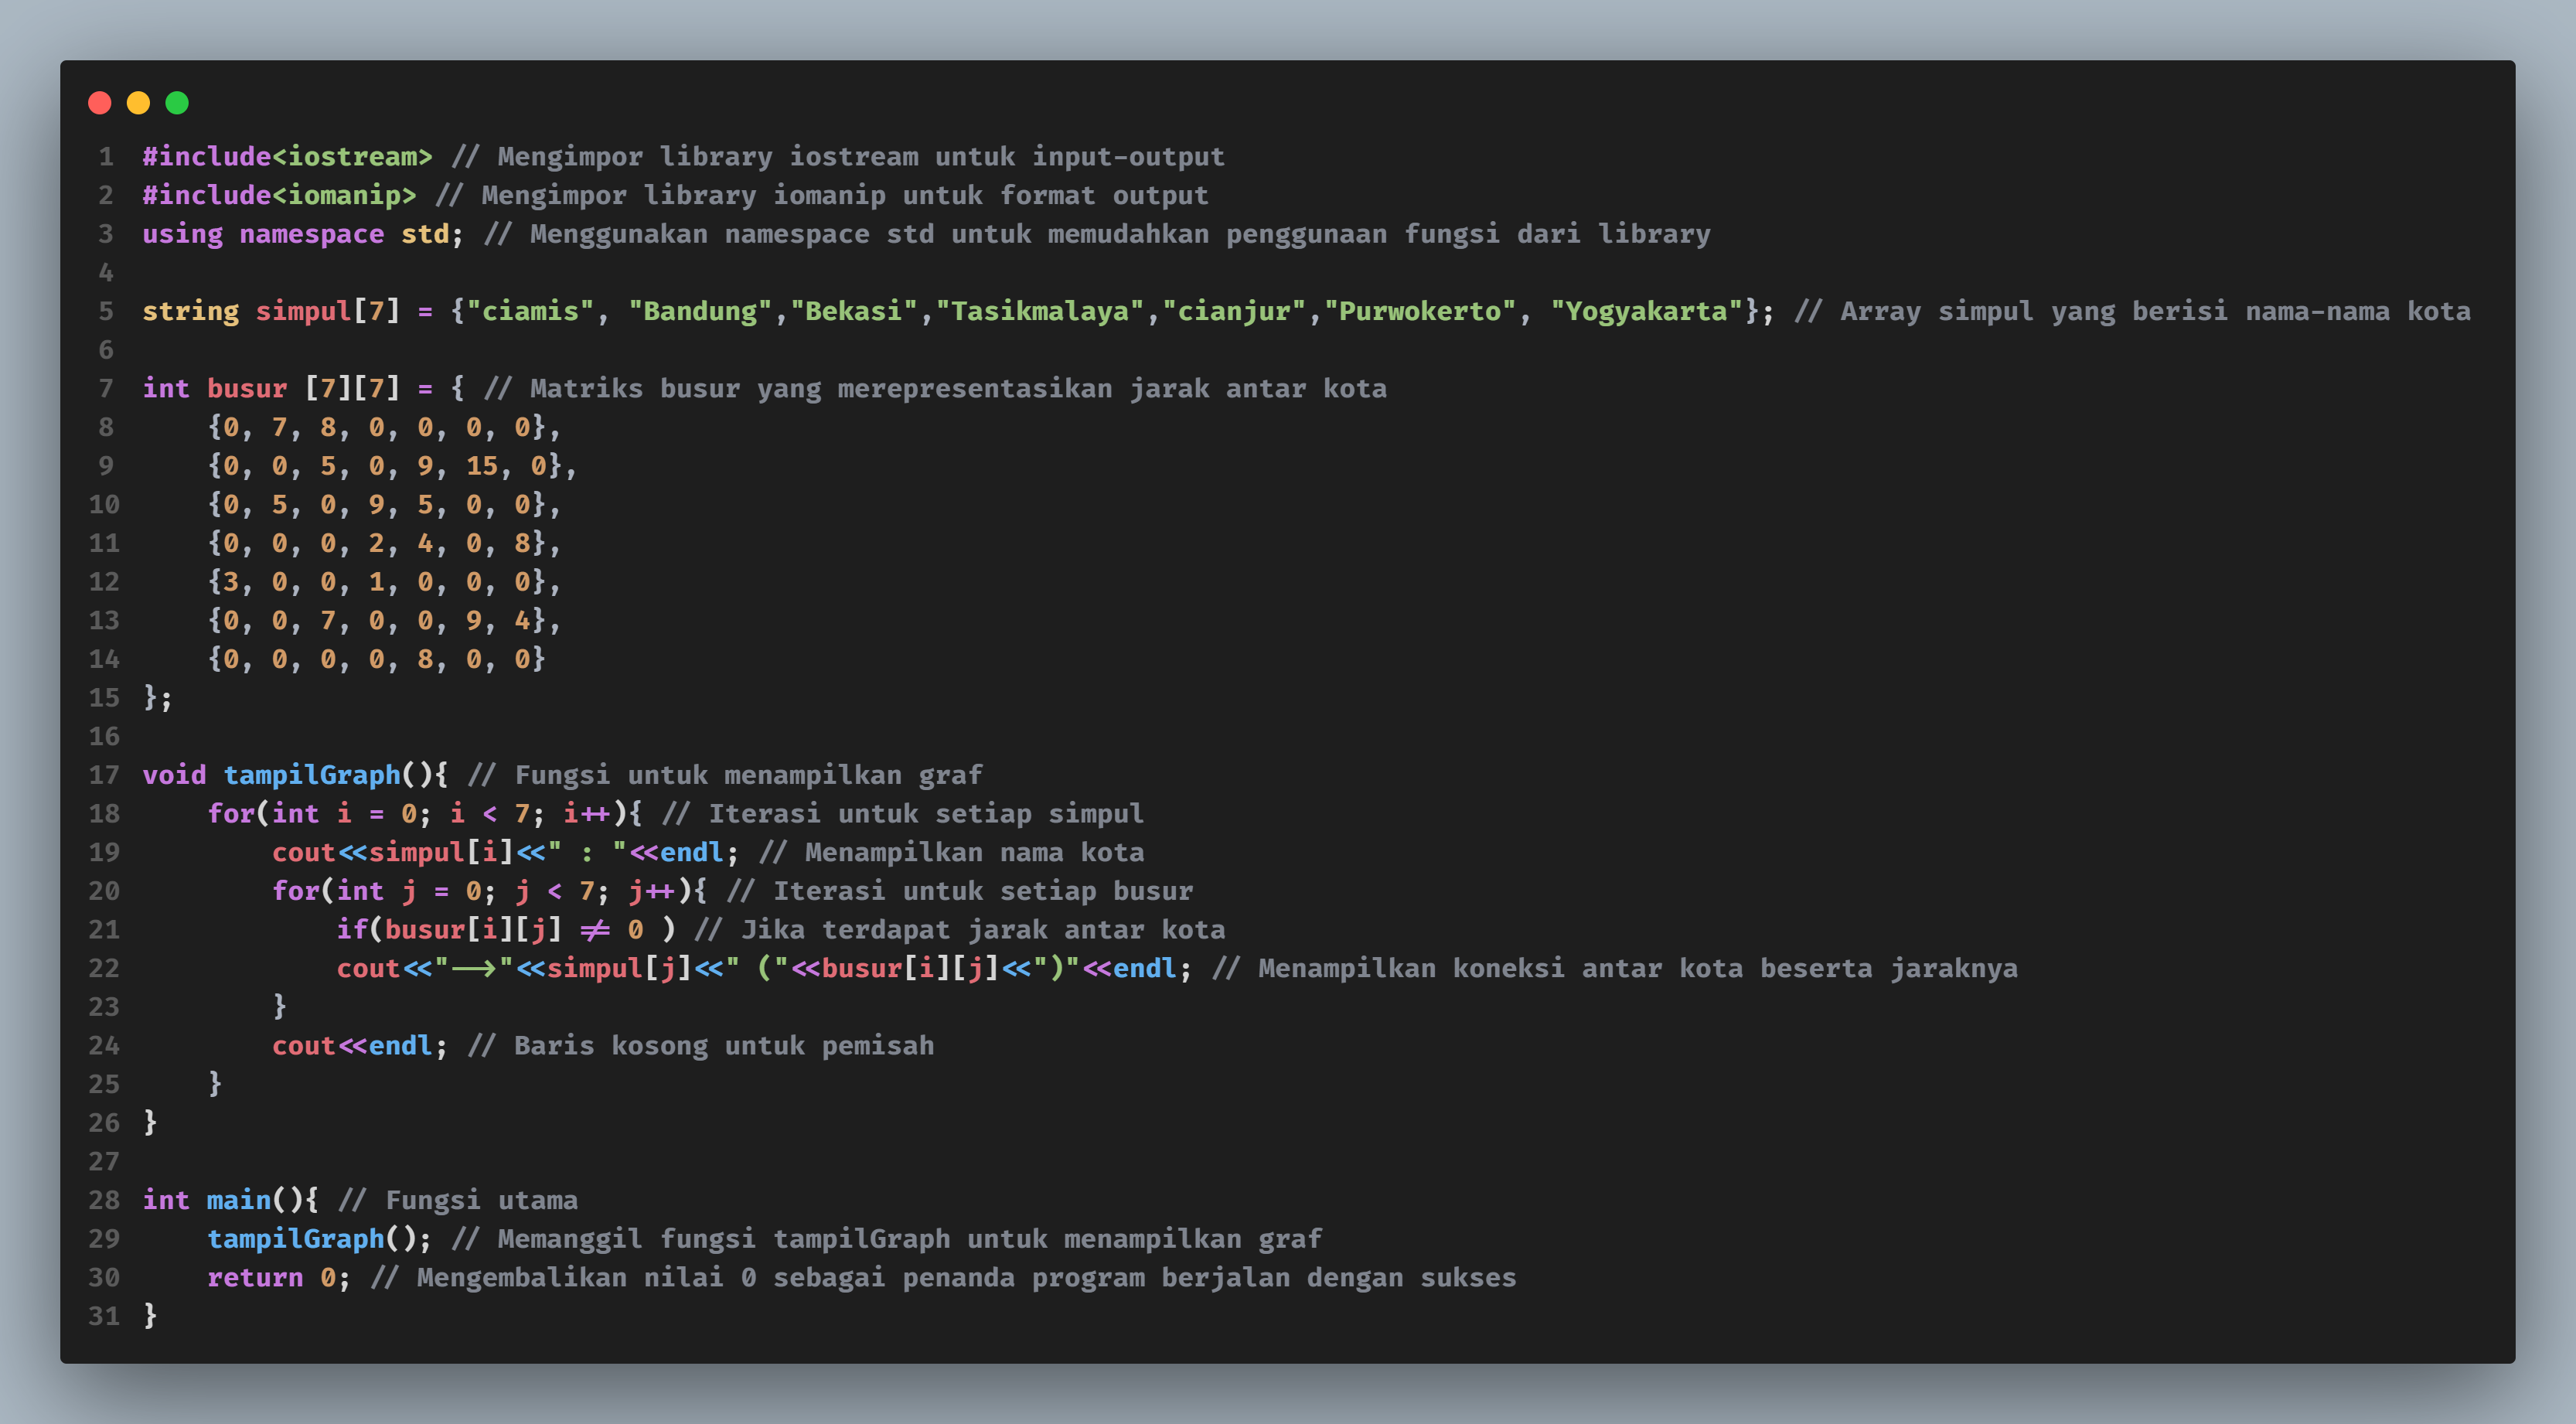 1 #include<iostream> // Mengimpor library iostream untuk input-output
2 #include<iomanip> // Mengimpor library iomanip untuk format output
3 using namespace std; // Menggunakan namespace std untuk memudahkan penggunaan fungsi dari library
4
5 string simpul[7] = {"ciamis", "Bandung","Bekasi","Tasikmalaya","cianjur","Purwokerto", "Yogyakarta"}; // Array simpul yang berisi nama-nama kota
6
7 int busur [7][7] = { // Matriks busur yang merepresentasikan jarak antar kota
8     {0, 7, 8, 0, 0, 0, 0},
9     {0, 0, 5, 0, 9, 15, 0},
10     {0, 5, 0, 9, 5, 0, 0},
11     {0, 0, 0, 2, 4, 0, 8},
12     {3, 0, 0, 1, 0, 0, 0},
13     {0, 0, 7, 0, 0, 9, 4},
14     {0, 0, 0, 0, 8, 0, 0}
15 };
16
17 void tampilGraph(){ // Fungsi untuk menampilkan graf
18     for(int i = 0; i < 7; i++){ // Iterasi untuk setiap simpul
19         cout<<simpul[i]<<" : "<<endl; // Menampilkan nama kota
20         for(int j = 0; j < 7; j++){ // Iterasi untuk setiap busur
21             if(busur[i][j] != 0 ) // Jika terdapat jarak antar kota
22             cout<<"-->"<<simpul[j]<<" ("<<busur[i][j]<<")"<<endl; // Menampilkan koneksi antar kota beserta jaraknya
23         }
24         cout<<endl; // Baris kosong untuk pemisah
25     }
26 }
27
28 int main(){ // Fungsi utama
29     tampilGraph(); // Memanggil fungsi tampilGraph untuk menampilkan graf
30     return 0; // Mengembalikan nilai 0 sebagai penanda program berjalan dengan sukses
31 }